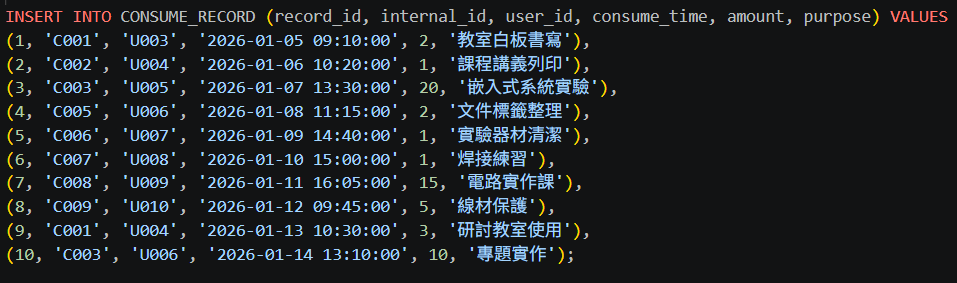 INSERT INTO CONSUME_RECORD (record_id, internal_id, user_id, consume_time, amount, purpose) VALUES
(1, 'C001', 'U003', '2026-01-05 09:10:00', 2, '教室白板書寫'),
(2, 'C002', 'U004', '2026-01-06 10:20:00', 1, '課程講義列印'),
(3, 'C003', 'U005', '2026-01-07 13:30:00', 20, '嵌入式系統實驗'),
(4, 'C005', 'U006', '2026-01-08 11:15:00', 2, '文件標籤整理'),
(5, 'C006', 'U007', '2026-01-09 14:40:00', 1, '實驗器材清潔'),
(6, 'C007', 'U008', '2026-01-10 15:00:00', 1, '焊接練習'),
(7, 'C008', 'U009', '2026-01-11 16:05:00', 15, '電路實作課'),
(8, 'C009', 'U010', '2026-01-12 09:45:00', 5, '線材保護'),
(9, 'C001', 'U004', '2026-01-13 10:30:00', 3, '研討教室使用'),
(10, 'C003', 'U006', '2026-01-14 13:10:00', 10, '專題實作');